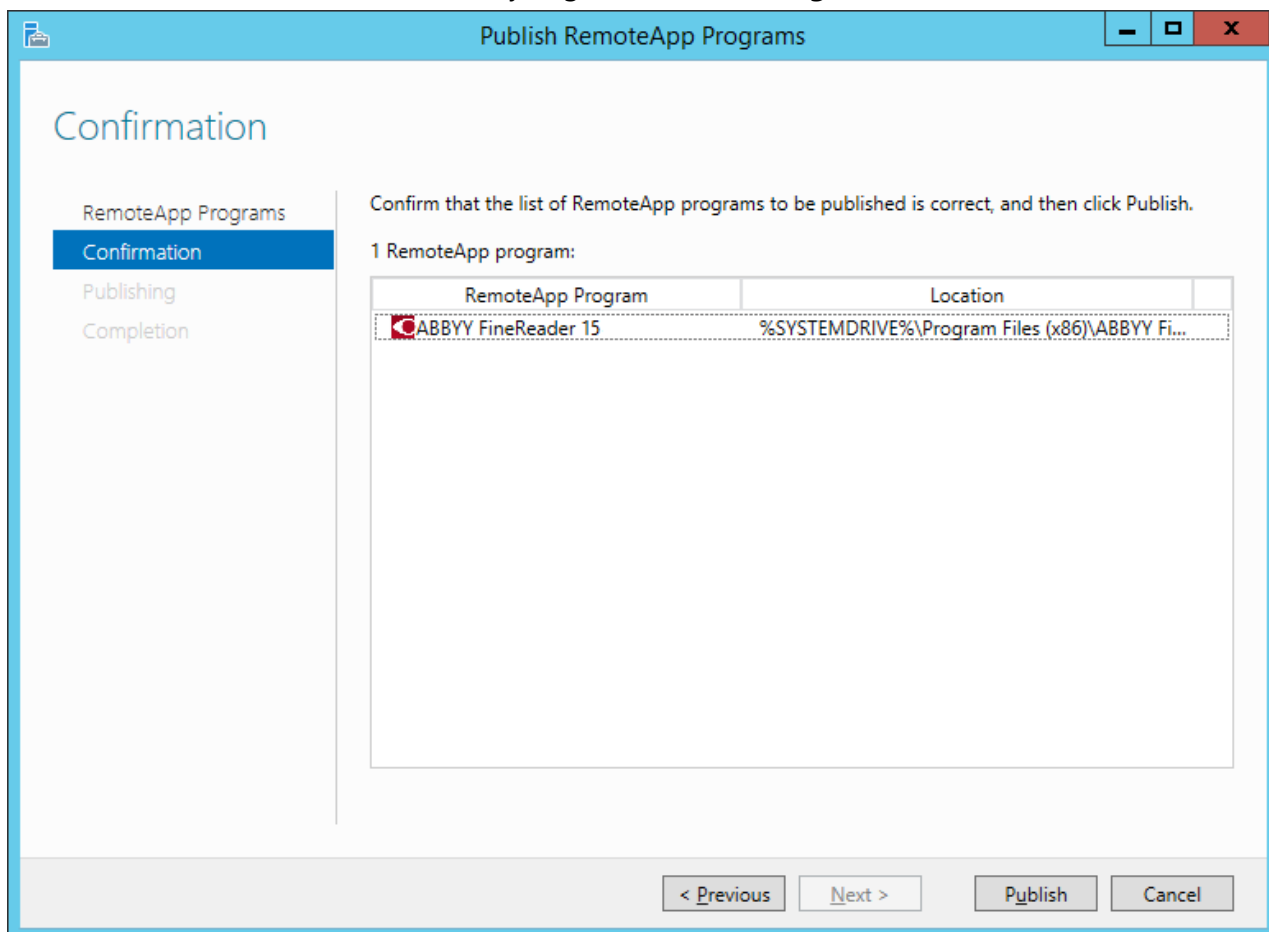 Publish RemoteApp Programs
Confirmation
RemoteApp Programs
Confirmation
Publishing
Completion
Confirm that the list of RemoteApp programs to be published is correct, and then click Publish.
1 RemoteApp program:
RemoteApp Program Location
ABBYY FineReader 15 %SYSTEMDRIVE%\Program Files (x86)\ABBYY Fi...
< Previous Next > Publish Cancel